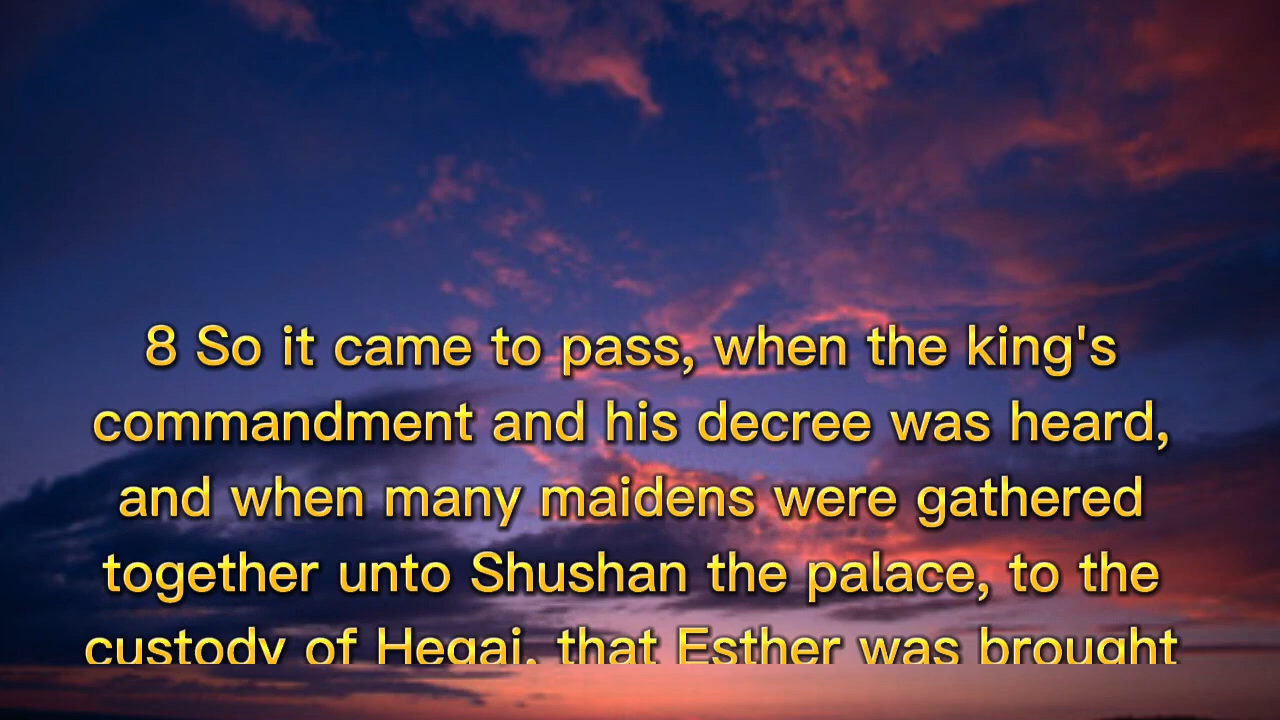 8 So it came to pass, when the king's
commandment and his decree was heard,
and when many maidens were gathered
together unto Shushan the palace, to the
custody of Hegai, that Esther was brought